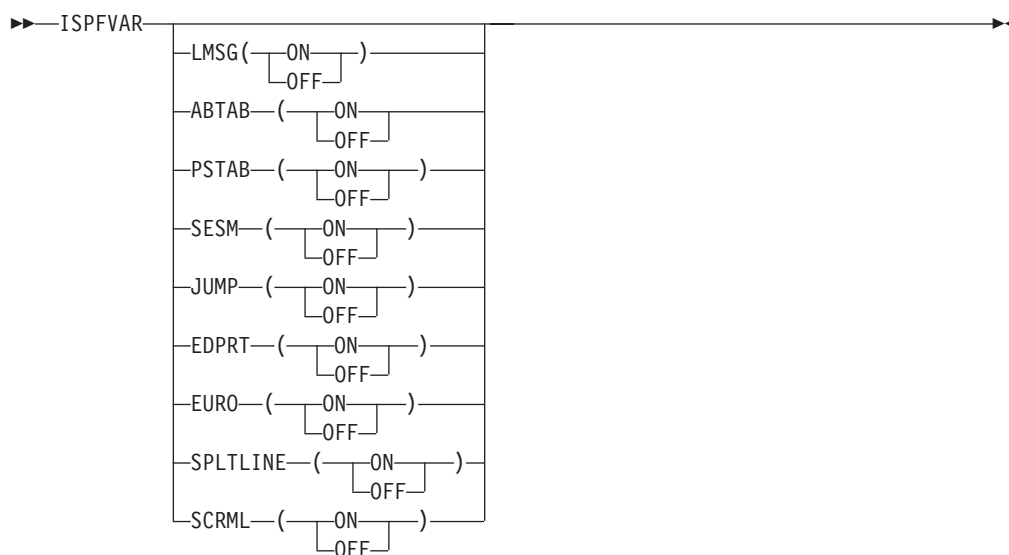 ISPFVAR
LMSG( ON )
OFF
ABTAB ( ON
OFF
PSTAB ( ON )
OFF
SESM ( ON )
OFF
JUMP ( ON )
OFF
EDPRT ( ON )
OFF
EURO ( ON )
OFF
SPLTLINE ( ON )
OFF
SCRML ( ON )
OFF